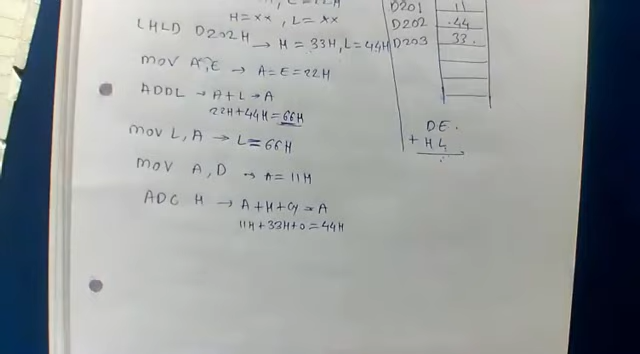 H=xx, L=xx
LHLD D202H → H = 33H, L=44H
MOV A,E → A=E=22H
ADDL → A+L→A
22H+44H=66H
MOV L,A → L=66H
MOV A,D → A=11H
ADC H → A+H+Cy→A
11H+33H+0=44H
D201 11
D202 44
D203 33
DE
+ HL